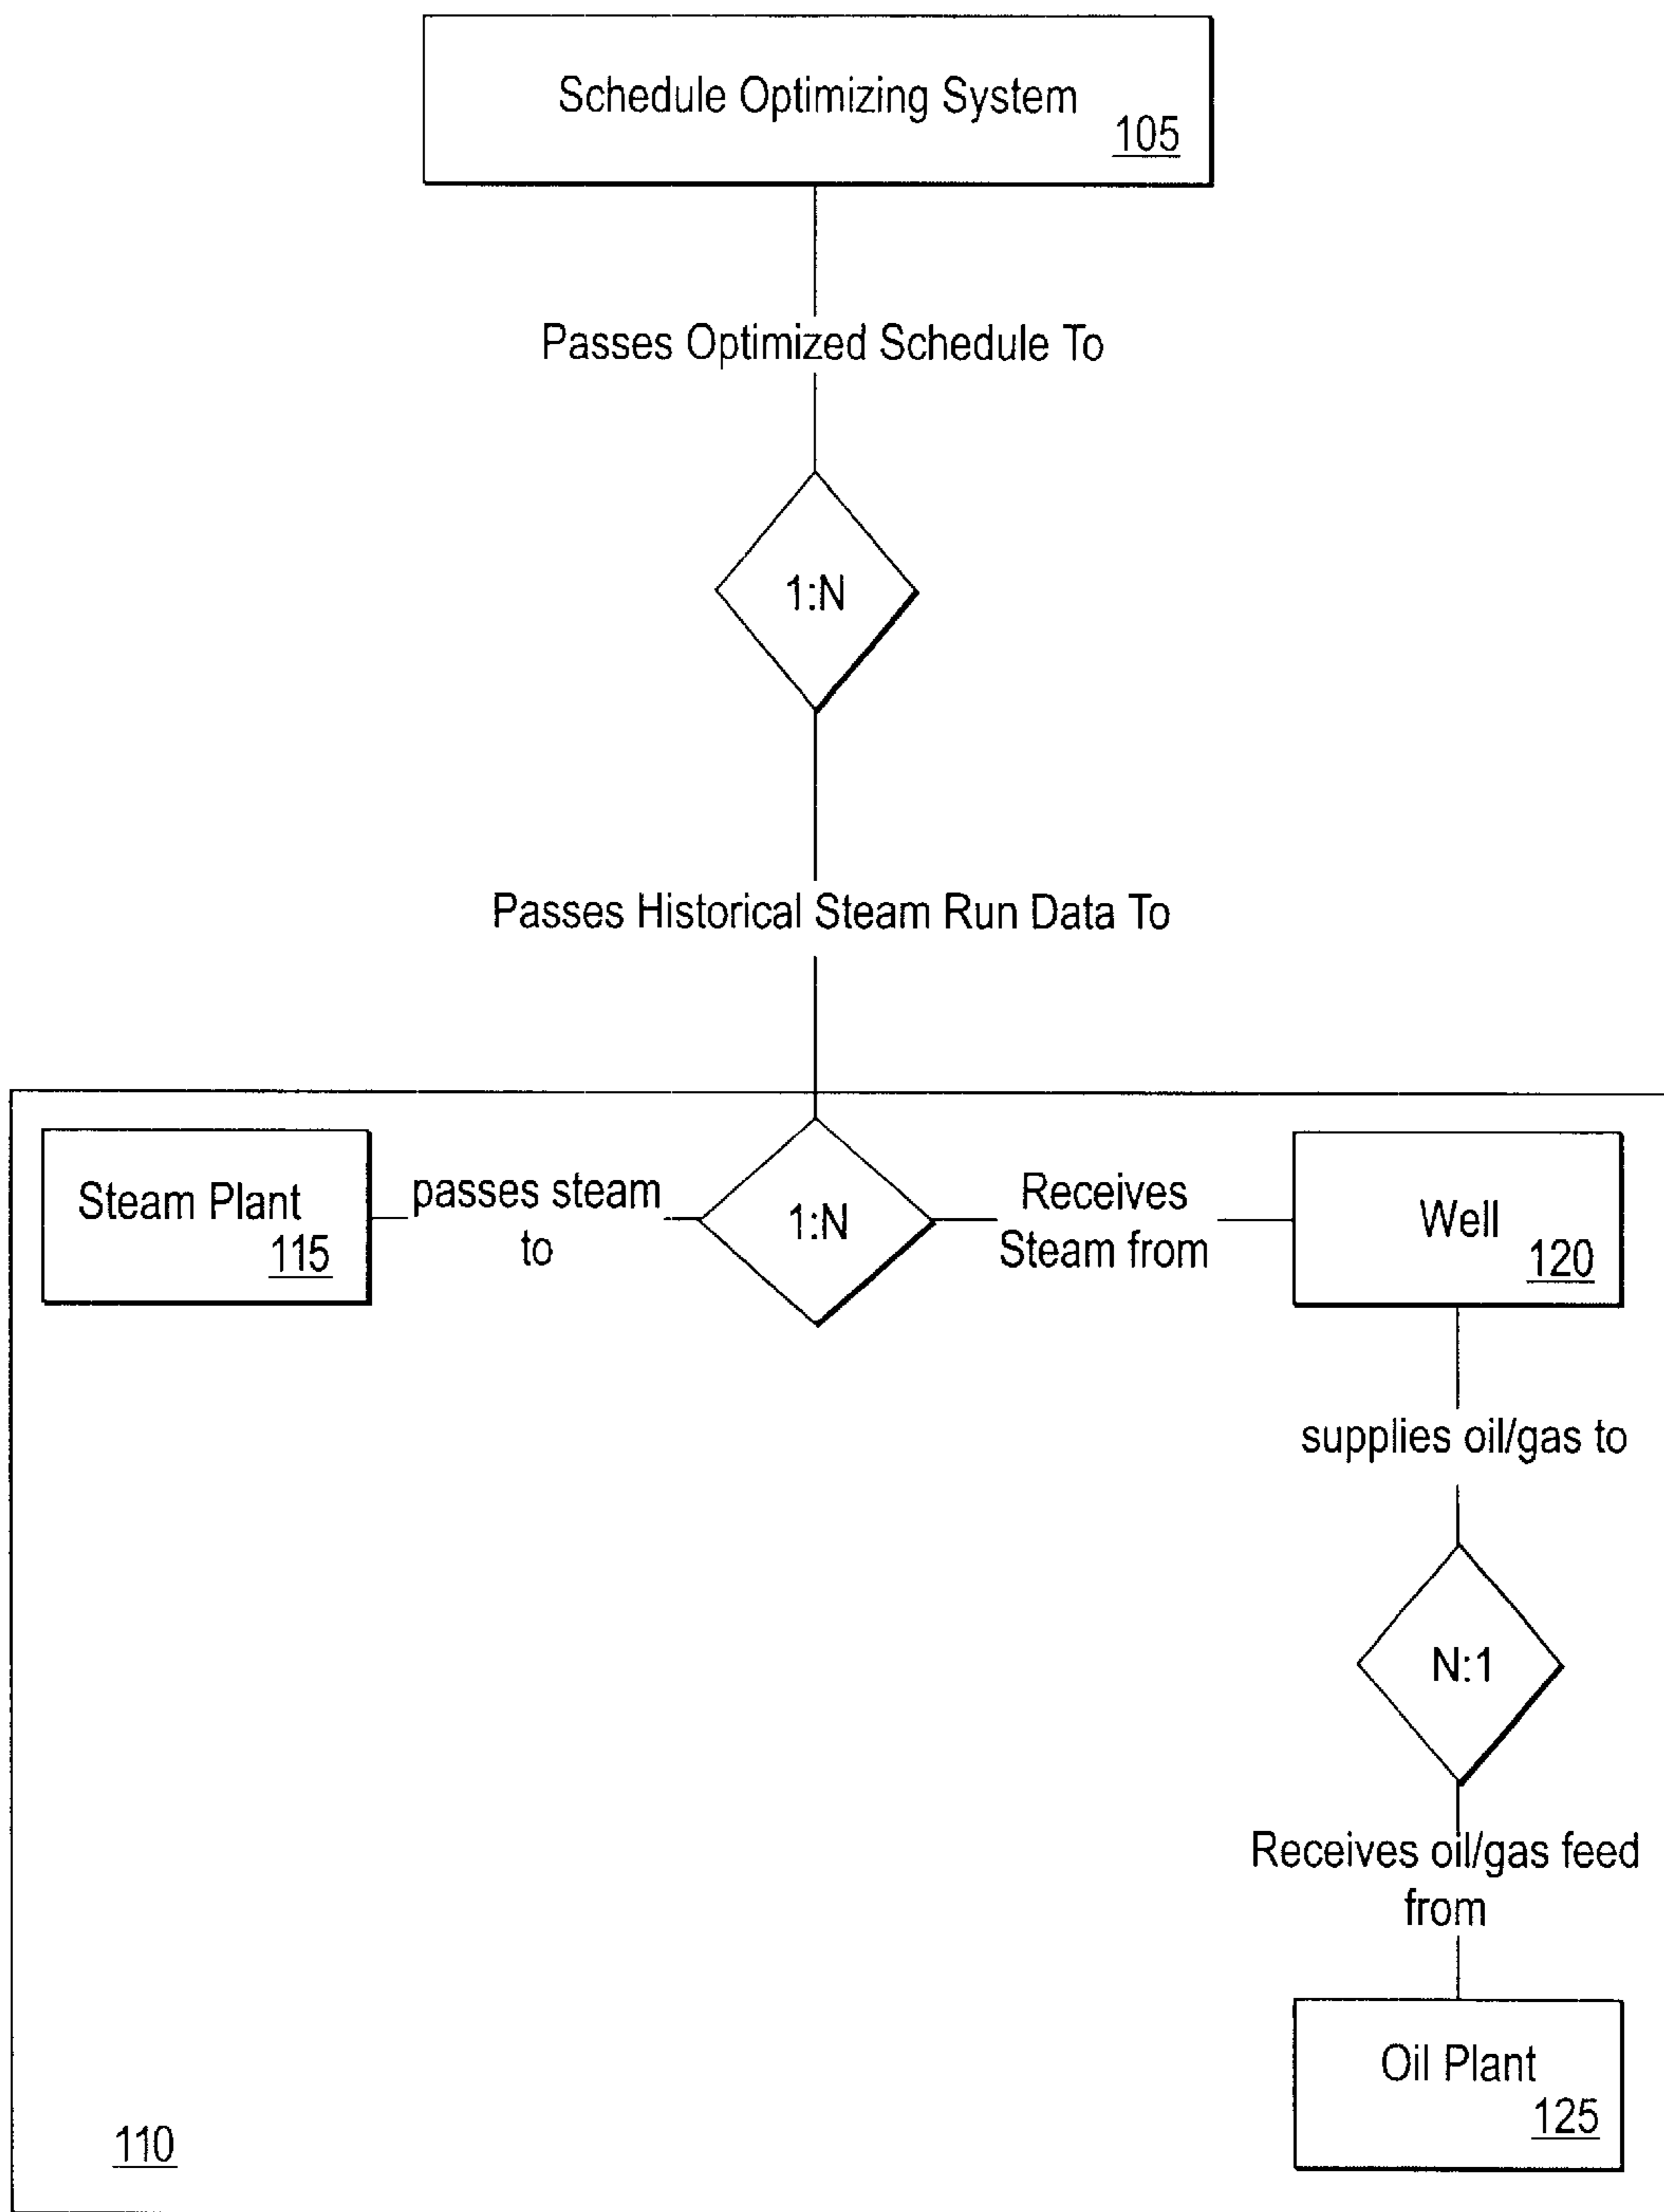 Schedule Optimizing System
105
Passes Optimized Schedule To
1:N
Passes Historical Steam Run Data To
Steam Plant
115
passes steam
to
1:N
Receives
Steam from
Well
120
supplies oil/gas to
N:1
Receives oil/gas feed
from
Oil Plant
125
110